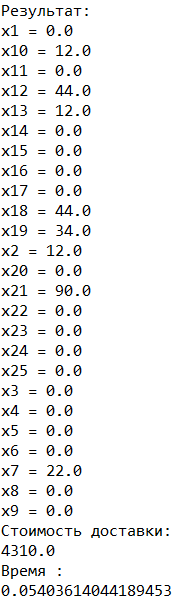 Результат:
x1 = 0.0
x10 = 12.0
x11 = 0.0
x12 = 44.0
x13 = 12.0
x14 = 0.0
x15 = 0.0
x16 = 0.0
x17 = 0.0
x18 = 44.0
x19 = 34.0
x2 = 12.0
x20 = 0.0
x21 = 90.0
x22 = 0.0
x23 = 0.0
x24 = 0.0
x25 = 0.0
x3 = 0.0
x4 = 0.0
x5 = 0.0
x6 = 0.0
x7 = 22.0
x8 = 0.0
x9 = 0.0
Стоимость доставки:
4310.0
Время :
0.05403614044189453